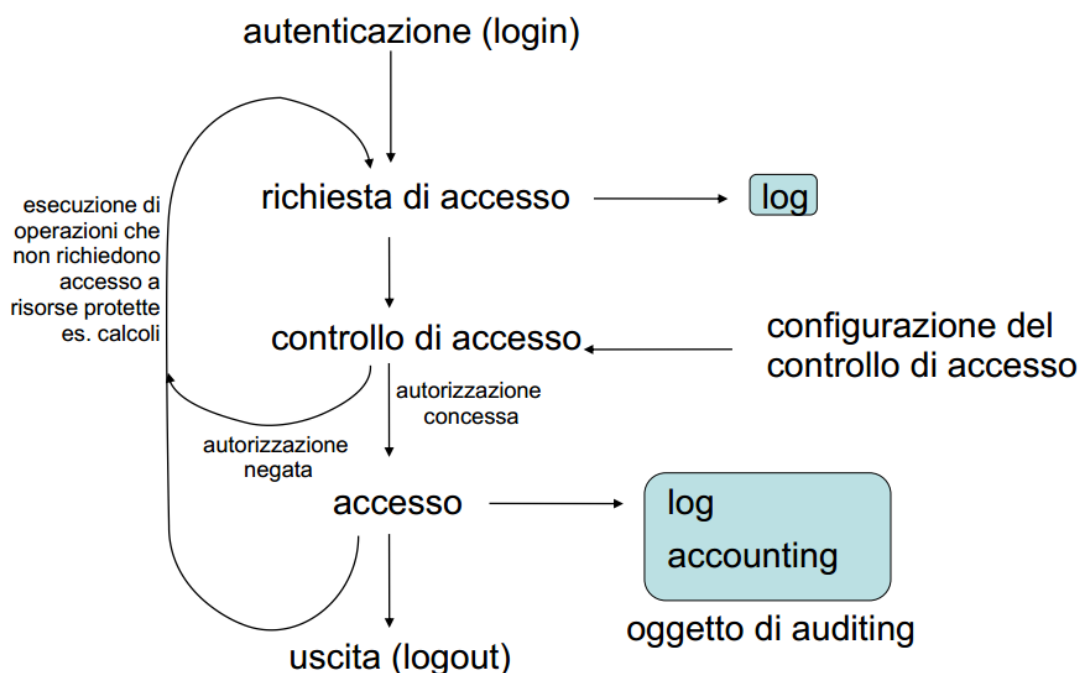 autenticazione (login)
richiesta di accesso
log
esecuzione di
operazioni che
non richiedono
accesso a
risorse protette
es. calcoli
controllo di accesso
configurazione del
controllo di accesso
autorizzazione
concessa
autorizzazione
negata
accesso
log
accounting
oggetto di auditing
uscita (logout)